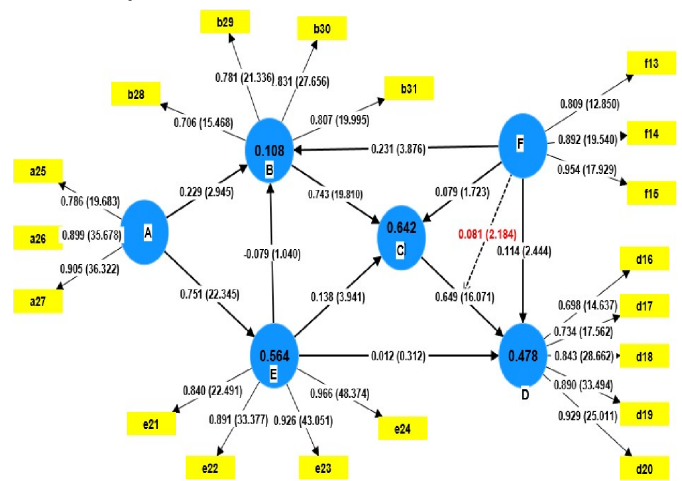 b29
b30
b28
0.781 (21.336)
.831 (27.656)
b31
0.706 (15.468)
0.807 (19.995)
f13
0.809 (12.850)
0.892 (19.540)
f14
0.954 (17.929)
f15
0.108
B
0.231 (3.876)
F
a25
0.786 (19.683)
a26
0.899 (35.678)
0.905 (36.322)
a27
A
0.229 (2.945)
0.743 (19.810)
0.079 (1.723)
0.642
C
0.081 (2.184)
0.114 (2.444)
-0.079 (1.040)
0.751 (22.345)
0.138 (3.941)
0.649 (16.071)
d16
0.698 (14.637)
d17
0.734 (17.562)
0.843 (28.662)
d18
0.890 (33.494)
d19
0.929 (25.011)
d20
0.564
E
0.012 (0.312)
0.478
D
0.840 (22.491)
0.966 (48.374)
e21
0.891 (33.377)
0.926 (43.051)
e24
e22
e23